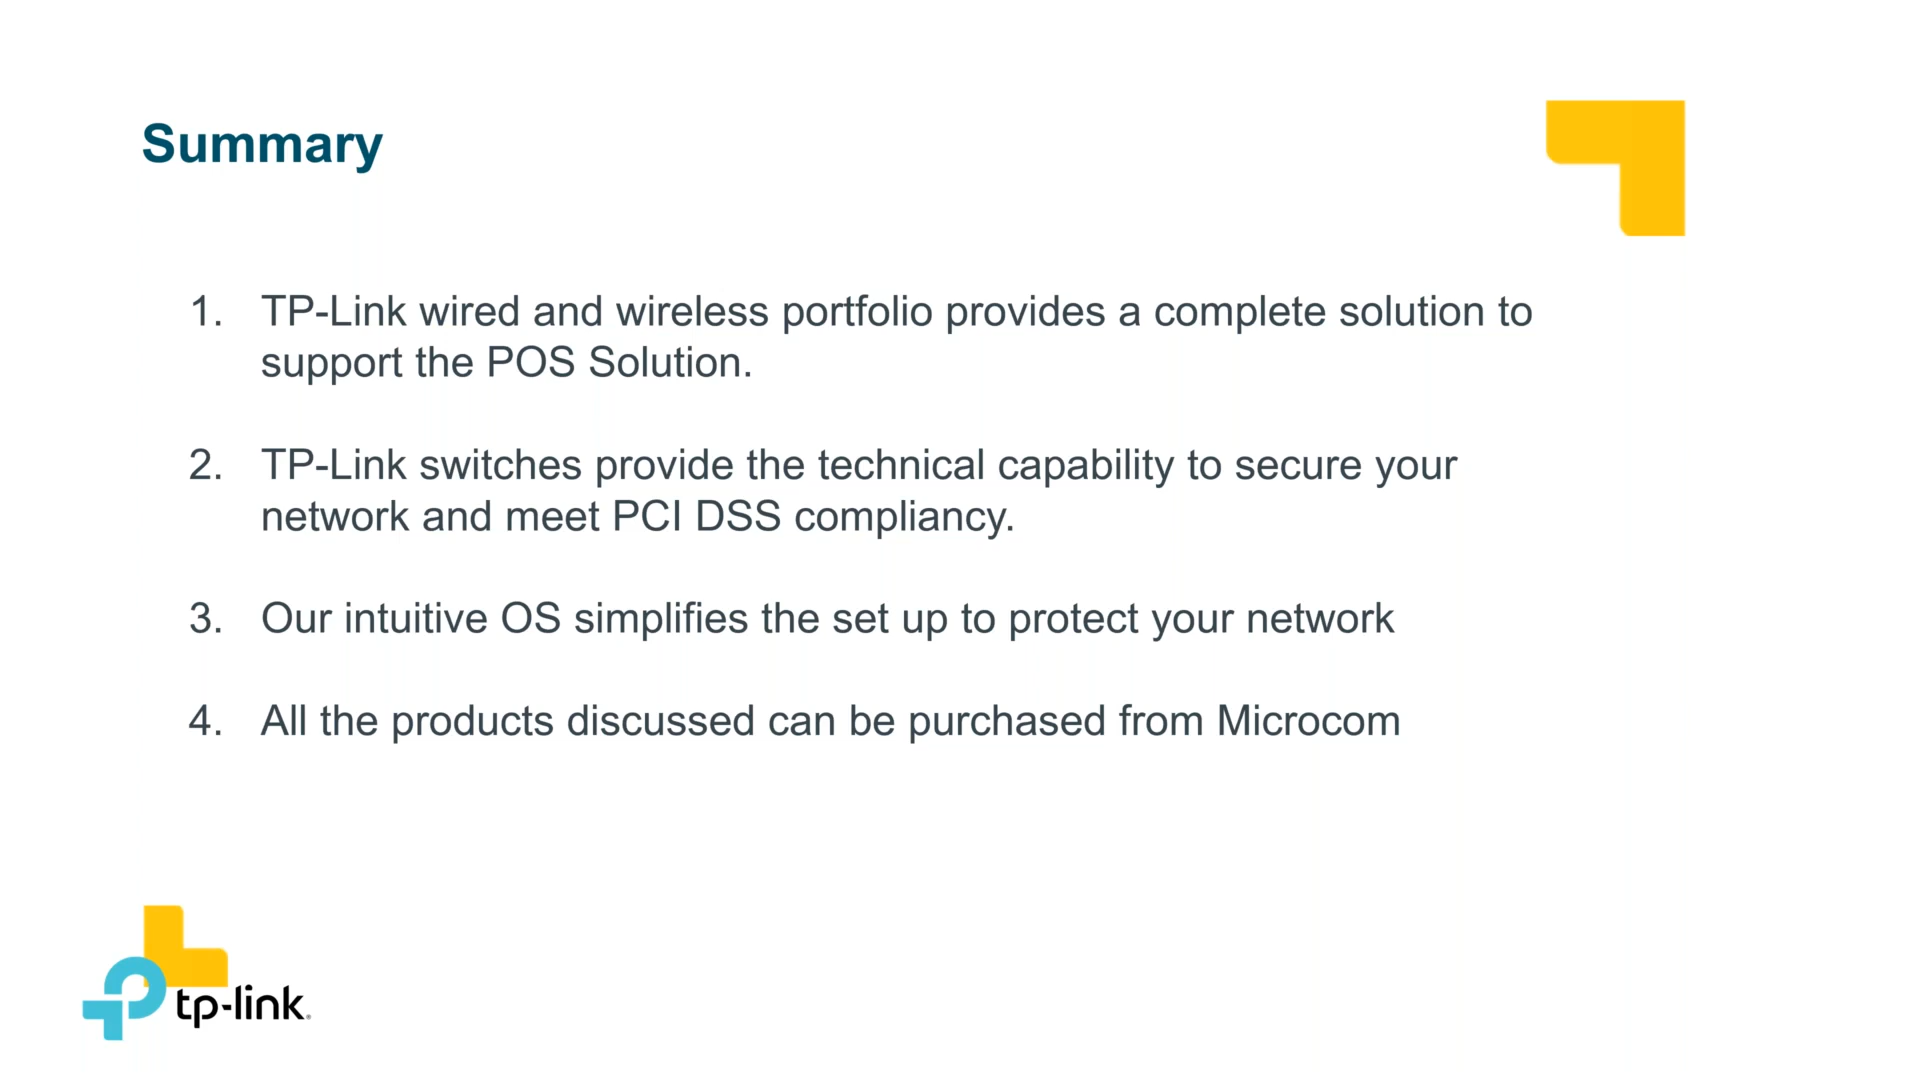 Summary
1. TP-Link wired and wireless portfolio provides a complete solution to
support the POS Solution.
2. TP-Link switches provide the technical capability to secure your
network and meet PCI DSS compliancy.
3. Our intuitive OS simplifies the set up to protect your network
4. All the products discussed can be purchased from Microcom
tp-link®